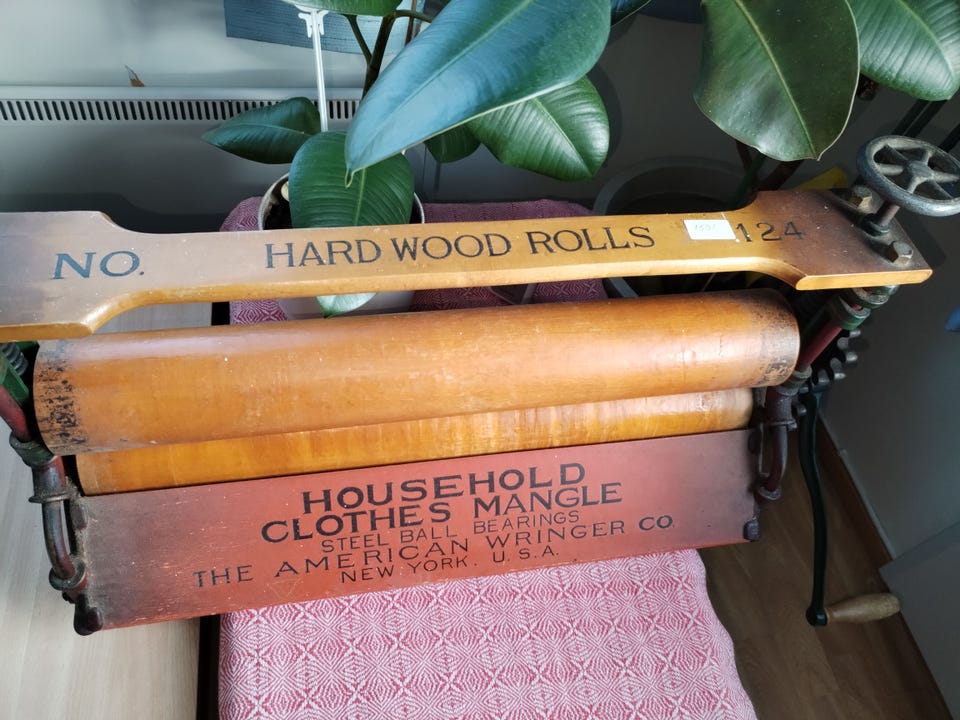 NO. HARD WOOD ROLLS 124
HOUSEHOLD
CLOTHES MANGLE
STEEL BALL BEARINGS
THE AMERICAN WRINGER CO.
NEW YORK. U.S.A.